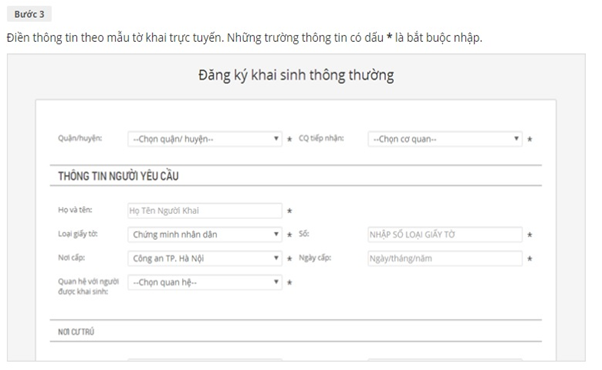 Bước 3
Điền thông tin theo mẫu tờ khai trực tuyến. Những trường thông tin có dấu * là bắt buộc nhập.
Đăng ký khai sinh thông thường
Quận/huyện: --Chọn quận/ huyện-- * CQ tiếp nhận: --Chọn cơ quan-- *
THÔNG TIN NGƯỜI YÊU CẦU
Họ và tên: Họ Tên Người Khai *
Loại giấy tờ: Chứng minh nhân dân * Số: NHẬP SỐ LOẠI GIẤY TỜ *
Nơi cấp: Công an TP. Hà Nội * Ngày cấp: Ngày/tháng/năm *
Quan hệ với người được khai sinh: --Chọn quan hệ-- *
NƠI CƯ TRÚ